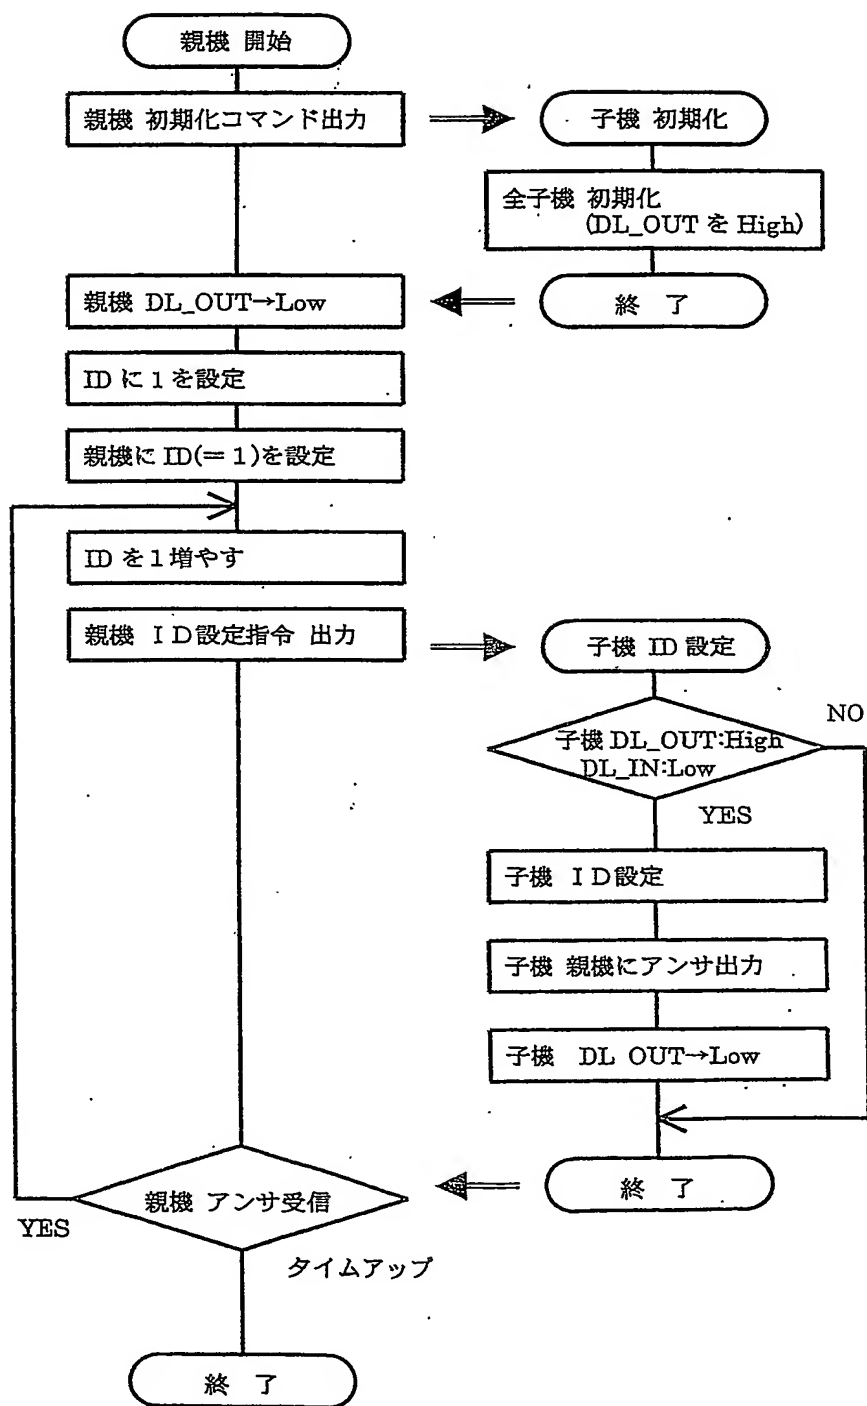 親機 開始
親機 初期化コマンド出力
子機 初期化
全子機 初期化
(DL_OUT を High)
親機 DL_OUT→Low
終 了
ID に 1 を設定
親機に ID(= 1)を設定
ID を 1 増やす
親機 ID設定指令 出力
子機 ID 設定
NO
子機 DL_OUT:High
DL_IN:Low
YES
子機 ID設定
子機 親機にアンサ出力
子機 DL OUT→Low
親機 アンサ受信
終 了
YES
タイムアップ
終 了